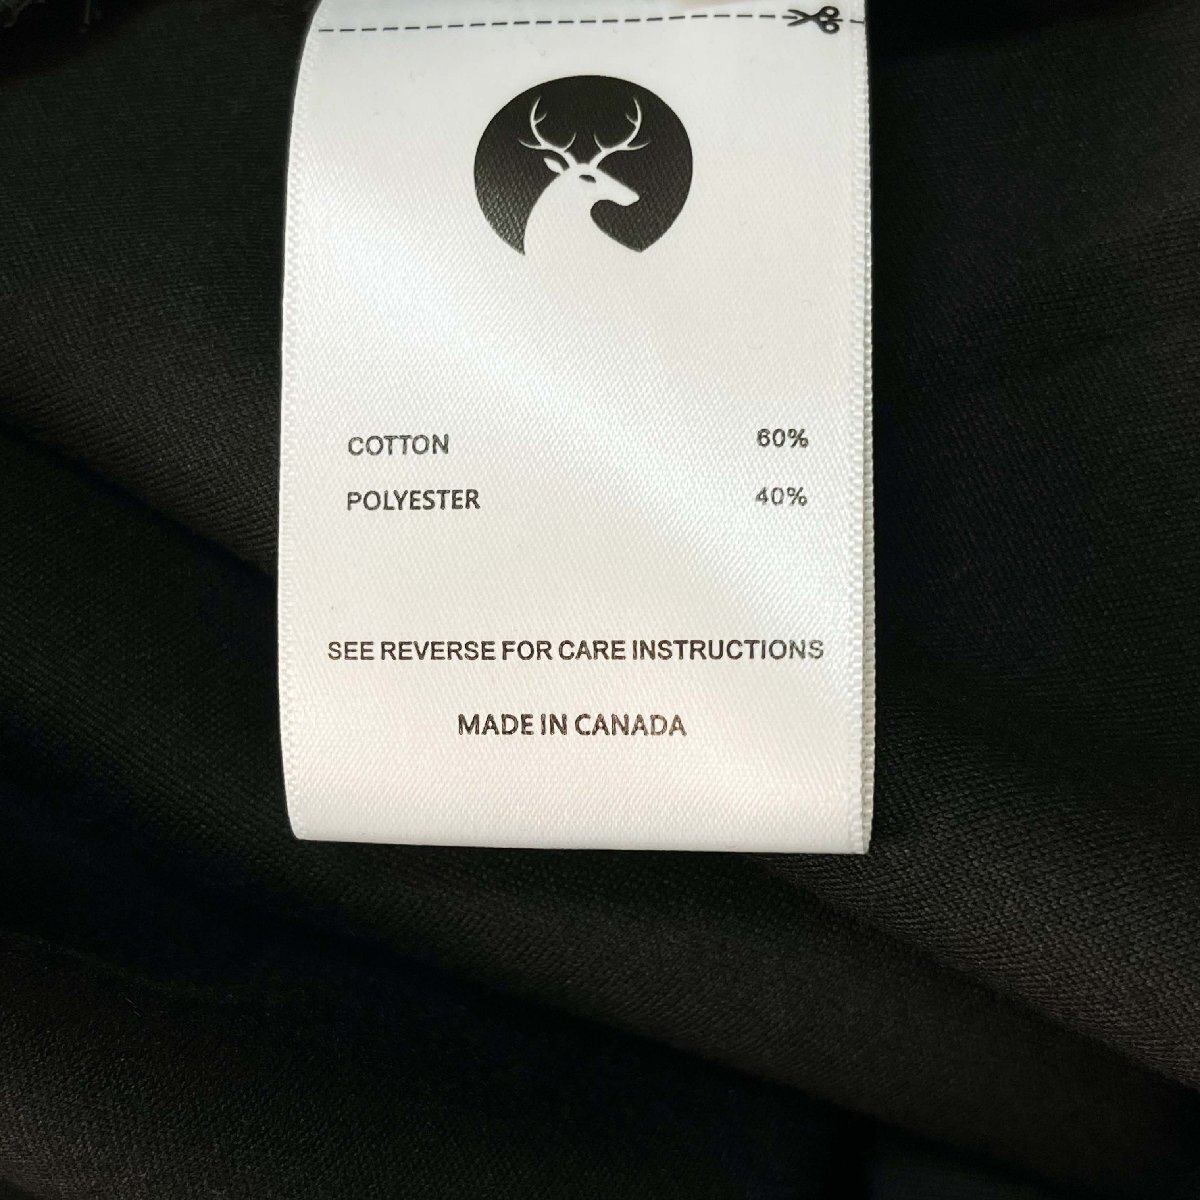 COTTON 60%
POLYESTER 40%
SEE REVERSE FOR CARE INSTRUCTIONS
MADE IN CANADA